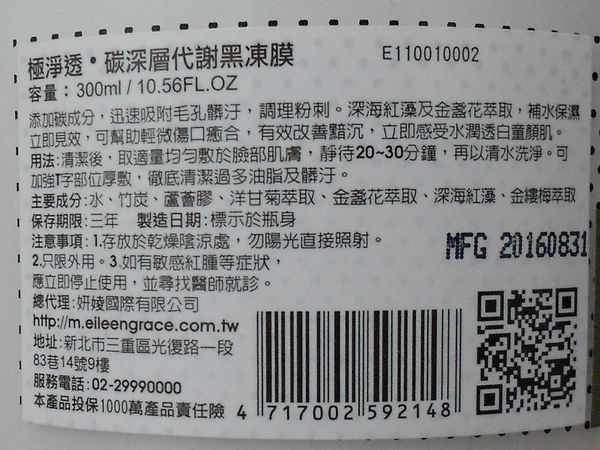 極淨透•碳深層代謝黑凍膜 E110010002
容量：300ml / 10.56FL.OZ
添加碳成分，迅速吸附毛孔髒汙，調理粉刺。深海紅藻及金盞花萃取，補水保濕
立即見效，可幫助輕微傷口癒合，有效改善黯沉，立即感受水潤透白童顏肌。
用法:清潔後，取適量均勻敷於臉部肌膚，靜待20~30分鐘，再以清水洗淨。可
加強T字部位厚敷，徹底清潔過多油脂及髒汙。
主要成分:水、竹炭、蘆薈膠、洋甘菊萃取、金盞花萃取、深海紅藻、金縷梅萃取
保存期限:三年 製造日期:標示於瓶身
注意事項：1.存放於乾燥陰涼處，勿陽光直接照射。 MFG 20160831
2.只限外用。3.如有敏感紅腫等症狀，
應立即停止使用，並尋找醫師就診。
總代理:妍婈國際有限公司
http://m.eileengrace.com.tw
地址:新北市三重區光復路一段
83巷14號9樓
服務電話:02-29990000
本產品投保1000萬產品責任險 4 717002 592148